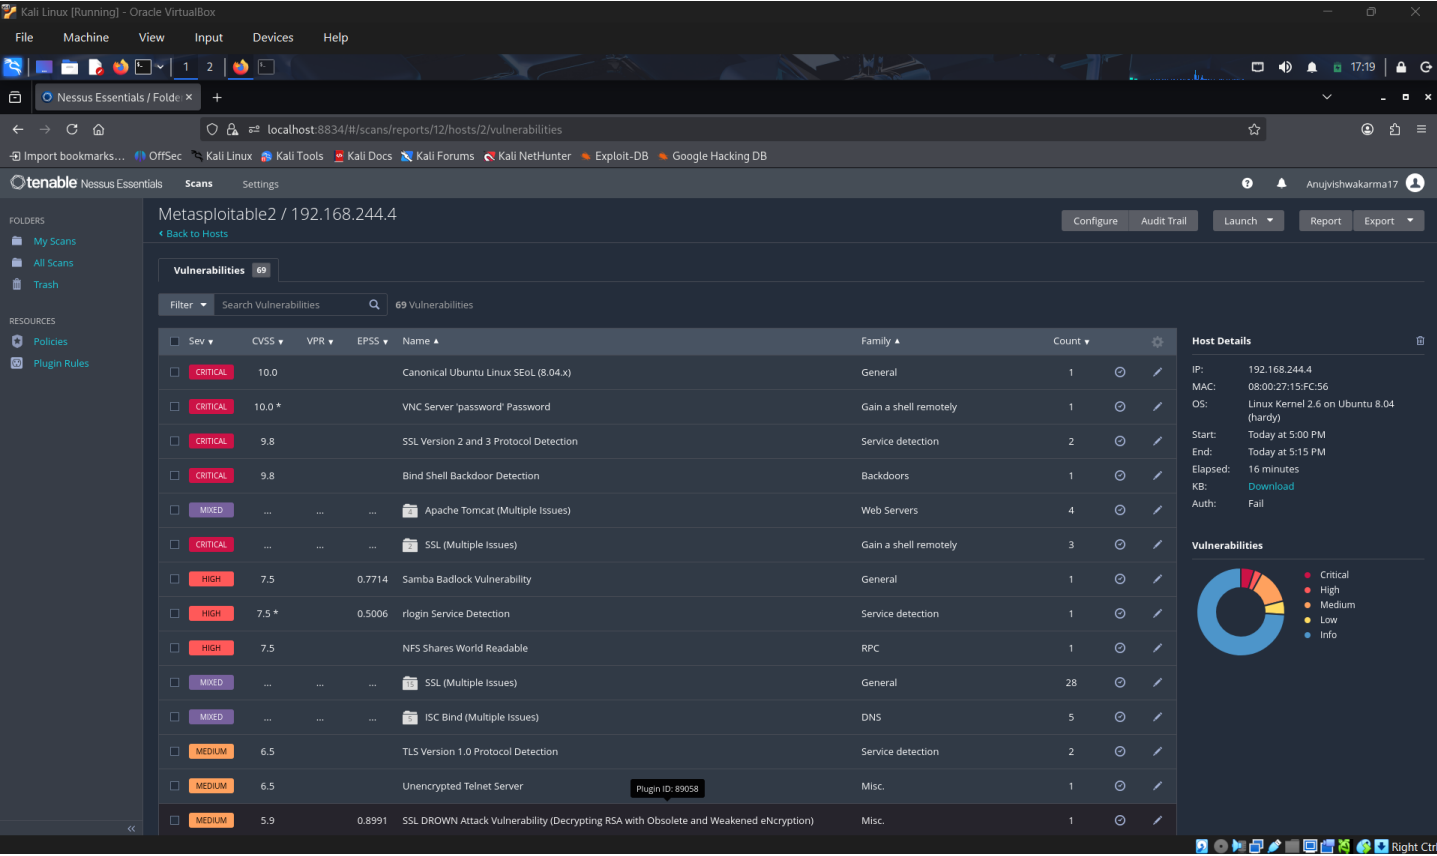 Kali Linux [Running] - Oracle VirtualBox
File Machine View Input Devices Help
1 2 17:19
Nessus Essentials / Folde
localhost:8834/#/scans/reports/12/hosts/2/vulnerabilities
Import bookmarks... OffSec Kali Linux Kali Tools Kali Docs Kali Forums Kali NetHunter Exploit-DB Google Hacking DB
tenable Nessus Essentials Scans Settings Anujvishwakarma17
FOLDERS
My Scans
All Scans
Trash
RESOURCES
Policies
Plugin Rules
Metasploitable2 / 192.168.244.4
Back to Hosts
Configure Audit Trail Launch Report Export
Vulnerabilities 69
Filter Search Vulnerabilities 69 Vulnerabilities
Sev CVSS VPR EPSS Name Family Count
CRITICAL 10.0 Canonical Ubuntu Linux SEoL (8.04.x) General 1
CRITICAL 10.0 * VNC Server 'password' Password Gain a shell remotely 1
CRITICAL 9.8 SSL Version 2 and 3 Protocol Detection Service detection 2
CRITICAL 9.8 Bind Shell Backdoor Detection Backdoors 1
MIXED ... ... ... 4 Apache Tomcat (Multiple Issues) Web Servers 4
CRITICAL ... ... ... 2 SSL (Multiple Issues) Gain a shell remotely 3
HIGH 7.5 0.7714 Samba Badlock Vulnerability General 1
HIGH 7.5 * 0.5006 rlogin Service Detection Service detection 1
HIGH 7.5 NFS Shares World Readable RPC 1
MIXED ... ... ... 15 SSL (Multiple Issues) General 28
MIXED ... ... ... 5 ISC Bind (Multiple Issues) DNS 5
MEDIUM 6.5 TLS Version 1.0 Protocol Detection Service detection 2
MEDIUM 6.5 Unencrypted Telnet Server Misc. 1
Plugin ID: 89058
MEDIUM 5.9 0.8991 SSL DROWN Attack Vulnerability (Decrypting RSA with Obsolete and Weakened eNcryption) Misc. 1
Host Details
IP: 192.168.244.4
MAC: 08:00:27:15:FC:56
OS: Linux Kernel 2.6 on Ubuntu 8.04
(hardy)
Start: Today at 5:00 PM
End: Today at 5:15 PM
Elapsed: 16 minutes
KB: Download
Auth: Fail
Vulnerabilities
Critical
High
Medium
Low
Info
Right Ctrl